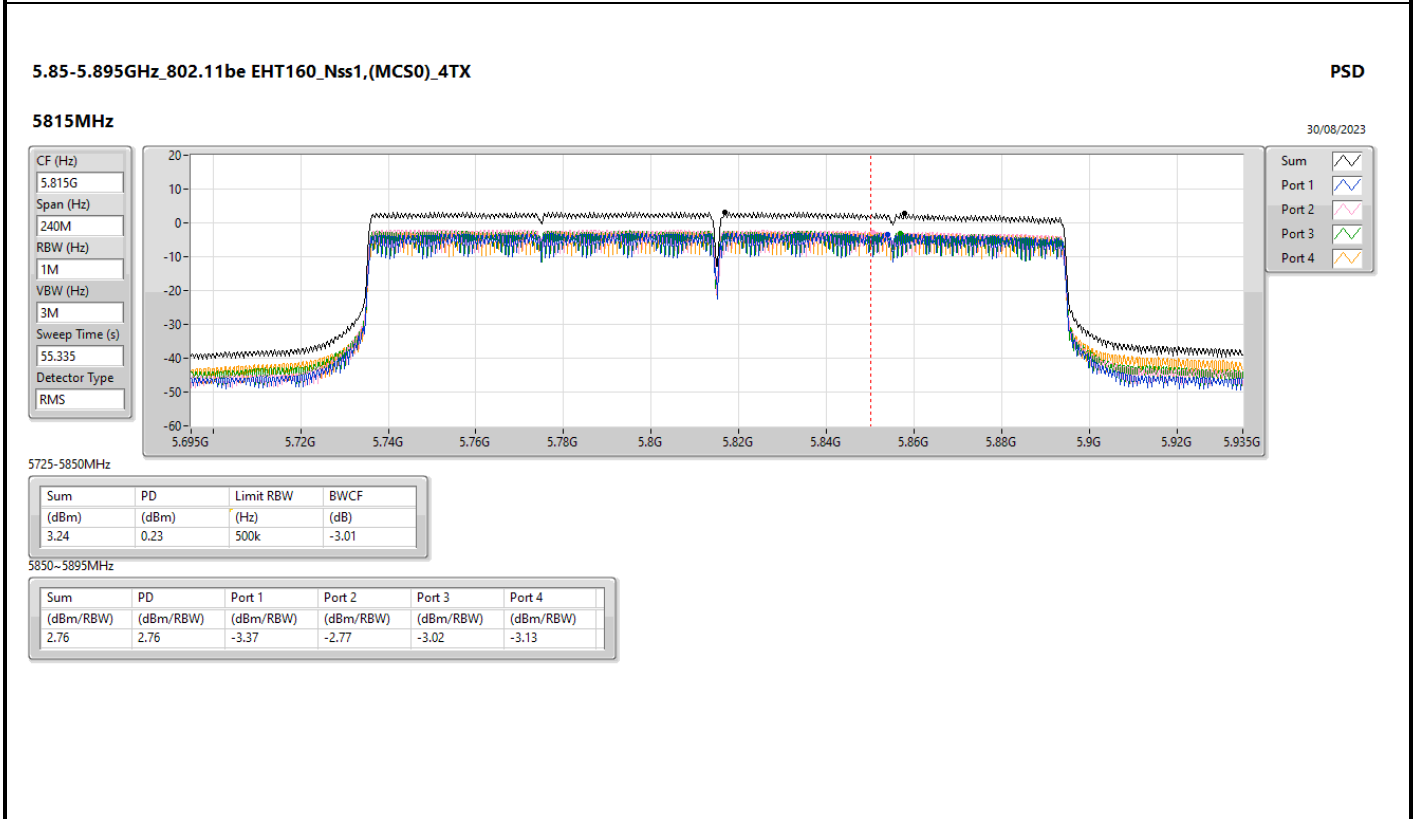 5.85-5.895GHz_802.11be EHT160_Nss1,(MCS0)_4TX PSD
5815MHz
30/08/2023
CF (Hz)
5.815G
Span (Hz)
240M
RBW (Hz)
1M
VBW (Hz)
3M
Sweep Time (s)
55.335
Detector Type
RMS
20
10
0
-10
-20
-30
-40
-50
-60
5.695G 5.72G 5.74G 5.76G 5.78G 5.8G 5.82G 5.84G 5.86G 5.88G 5.9G 5.92G 5.935G
Sum
Port 1
Port 2
Port 3
Port 4
5725-5850MHz
Sum PD Limit RBW BWCF
(dBm) (dBm) (Hz) (dB)
3.24 0.23 500k -3.01
5850~5895MHz
Sum PD Port 1 Port 2 Port 3 Port 4
(dBm/RBW) (dBm/RBW) (dBm/RBW) (dBm/RBW) (dBm/RBW) (dBm/RBW)
2.76 2.76 -3.37 -2.77 -3.02 -3.13